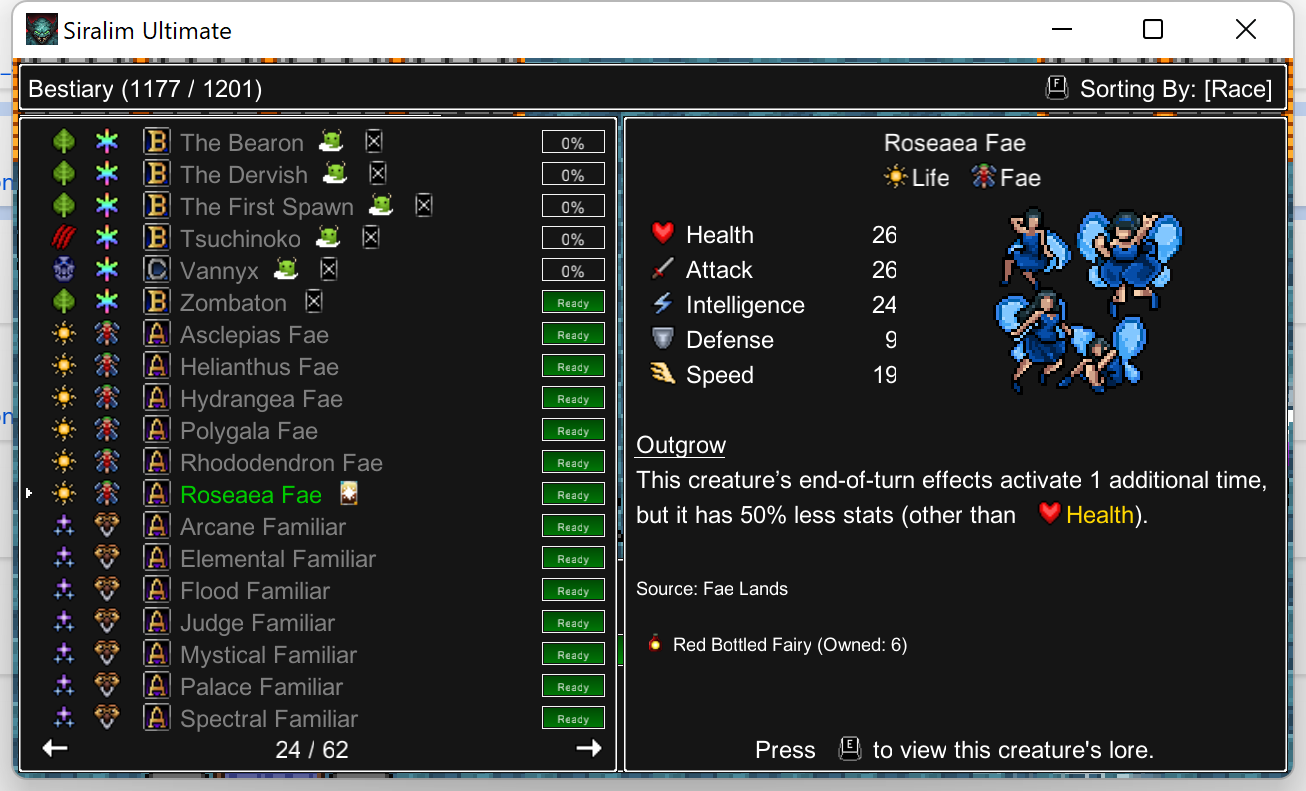 Siralim Ultimate
Bestiary (1177 / 1201)
F Sorting By: [Race]
B The Bearon 0%
B The Dervish 0%
B The First Spawn 0%
B Tsuchinoko 0%
C Vannyx 0%
B Zombaton Ready
A Asclepias Fae Ready
A Helianthus Fae Ready
A Hydrangea Fae Ready
A Polygala Fae Ready
A Rhododendron Fae Ready
A Roseaea Fae Ready
A Arcane Familiar Ready
A Elemental Familiar Ready
A Flood Familiar Ready
A Judge Familiar Ready
A Mystical Familiar Ready
A Palace Familiar Ready
A Spectral Familiar Ready
24 / 62
Roseaea Fae
Life Fae
Health 26
Attack 26
Intelligence 24
Defense 9
Speed 19
Outgrow
This creature's end-of-turn effects activate 1 additional time,
but it has 50% less stats (other than Health).
Source: Fae Lands
Red Bottled Fairy (Owned: 6)
Press E to view this creature's lore.